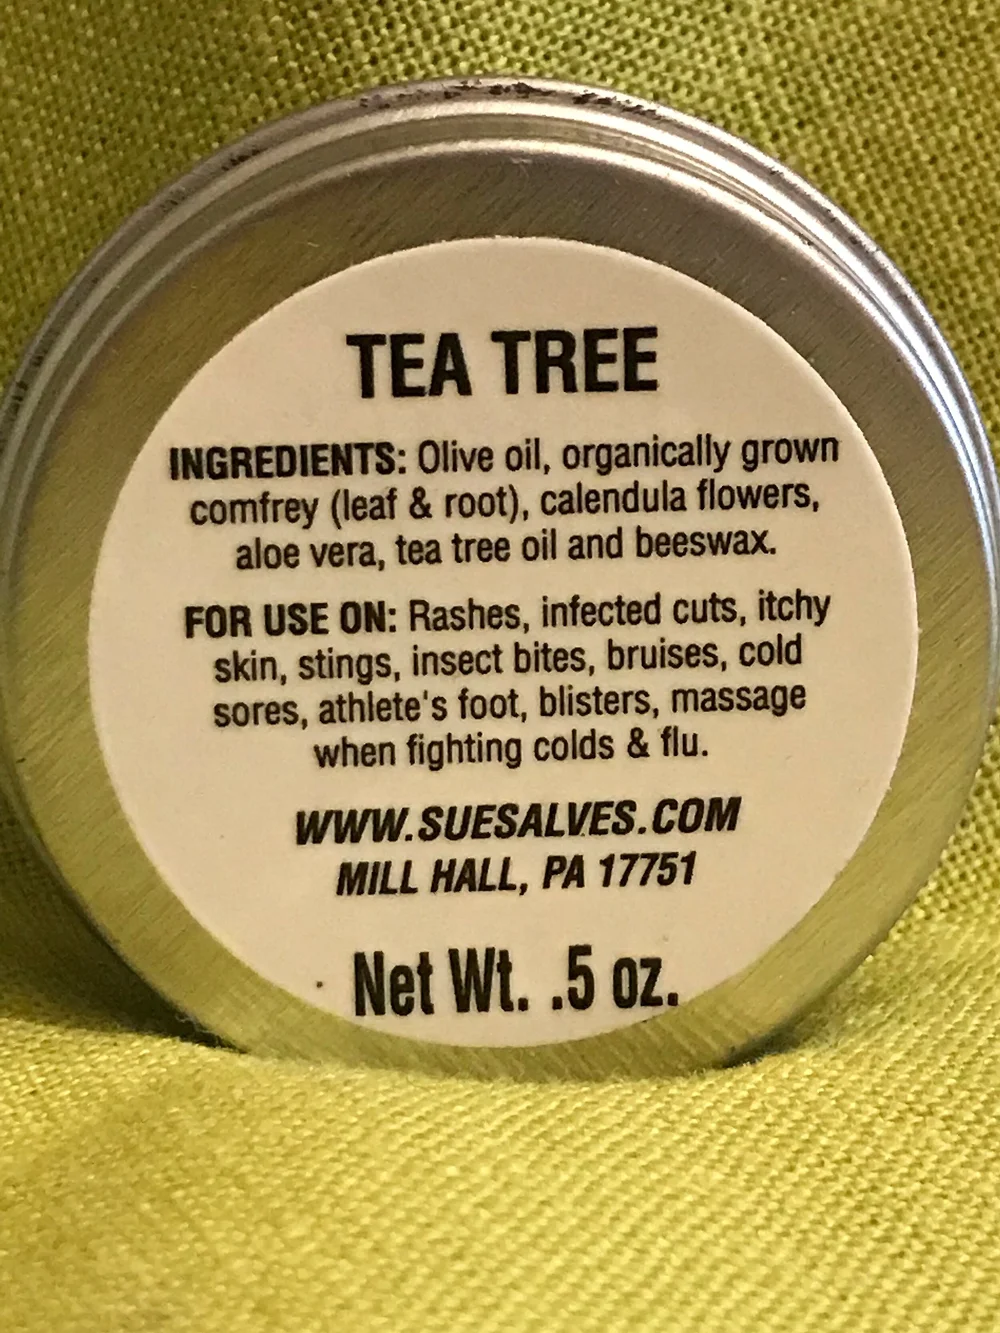 TEA TREE
INGREDIENTS: Olive oil, organically grown
comfrey (leaf & root), calendula flowers,
aloe vera, tea tree oil and beeswax.
FOR USE ON: Rashes, infected cuts, itchy
skin, stings, insect bites, bruises, cold
sores, athlete's foot, blisters, massage
when fighting colds & flu.
WWW.SUESALVES.COM
MILL HALL, PA 17751
Net Wt. .5 oz.